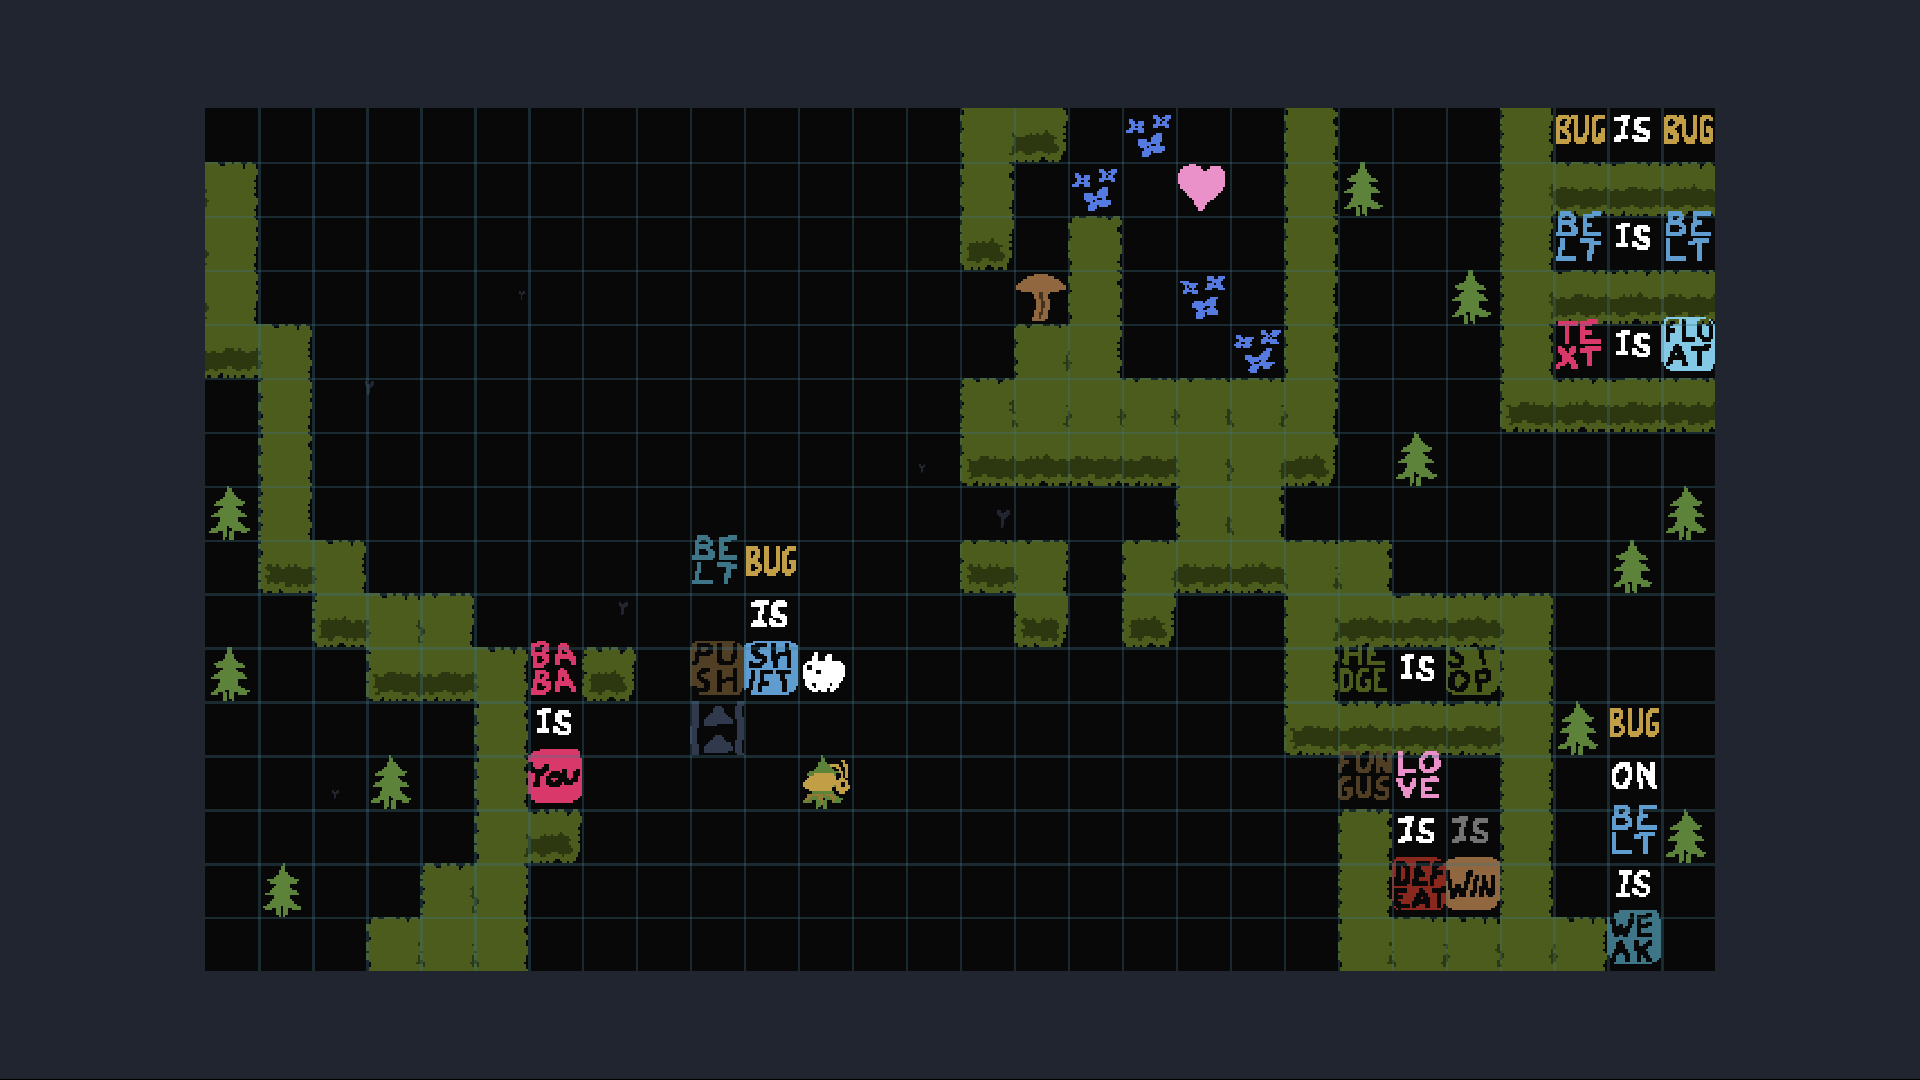 BUG IS BUG
BELT IS BELT
TEXT IS FLOAT
BELT BUG
IS
BABA PUSH SHIFT HEDGE IS STOP
IS BUG
YOU FUNGUS LOVE ON
IS IS BELT
DEFEAT WIN IS
WEAK